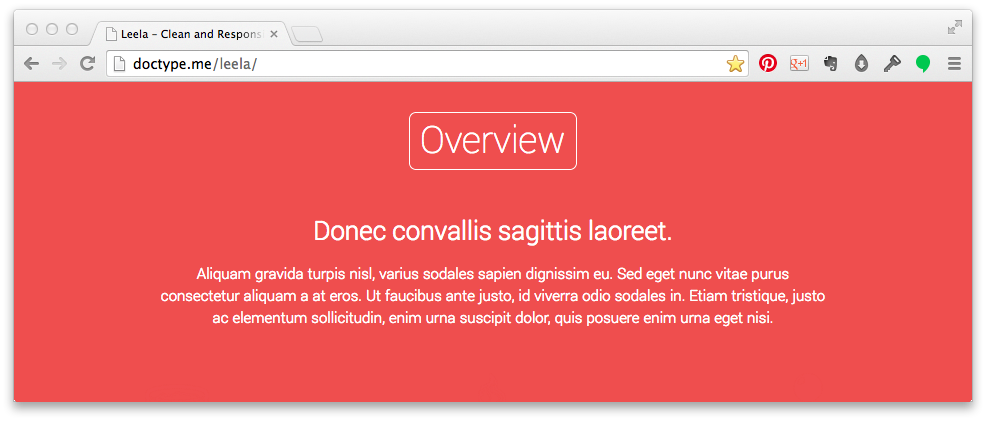 Leela – Clean and Respons
doctype.me/leela/
g+1
Overview
Donec convallis sagittis laoreet.
Aliquam gravida turpis nisl, varius sodales sapien dignissim eu. Sed eget nunc vitae purus
consectetur aliquam a at eros. Ut faucibus ante justo, id viverra odio sodales in. Etiam tristique, justo
ac elementum sollicitudin, enim urna suscipit dolor, quis posuere enim urna eget nisi.